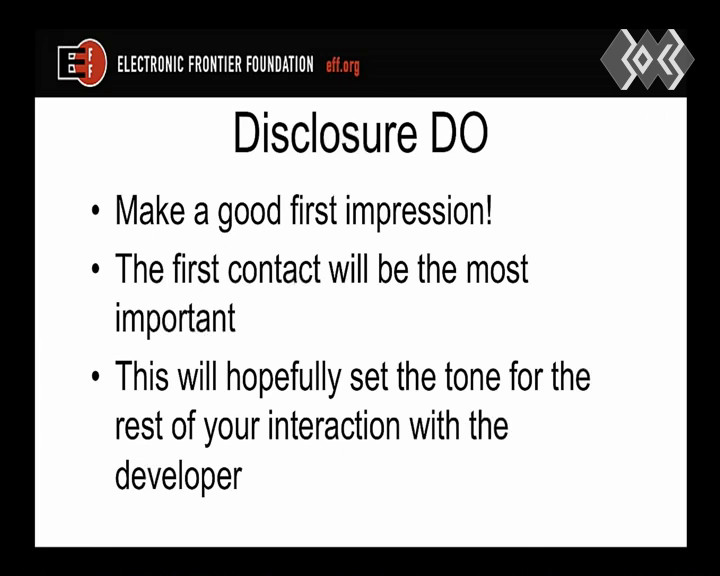 ELECTRONIC FRONTIER FOUNDATION eff.org
Disclosure DO
• Make a good first impression!
• The first contact will be the most
important
• This will hopefully set the tone for the
rest of your interaction with the
developer